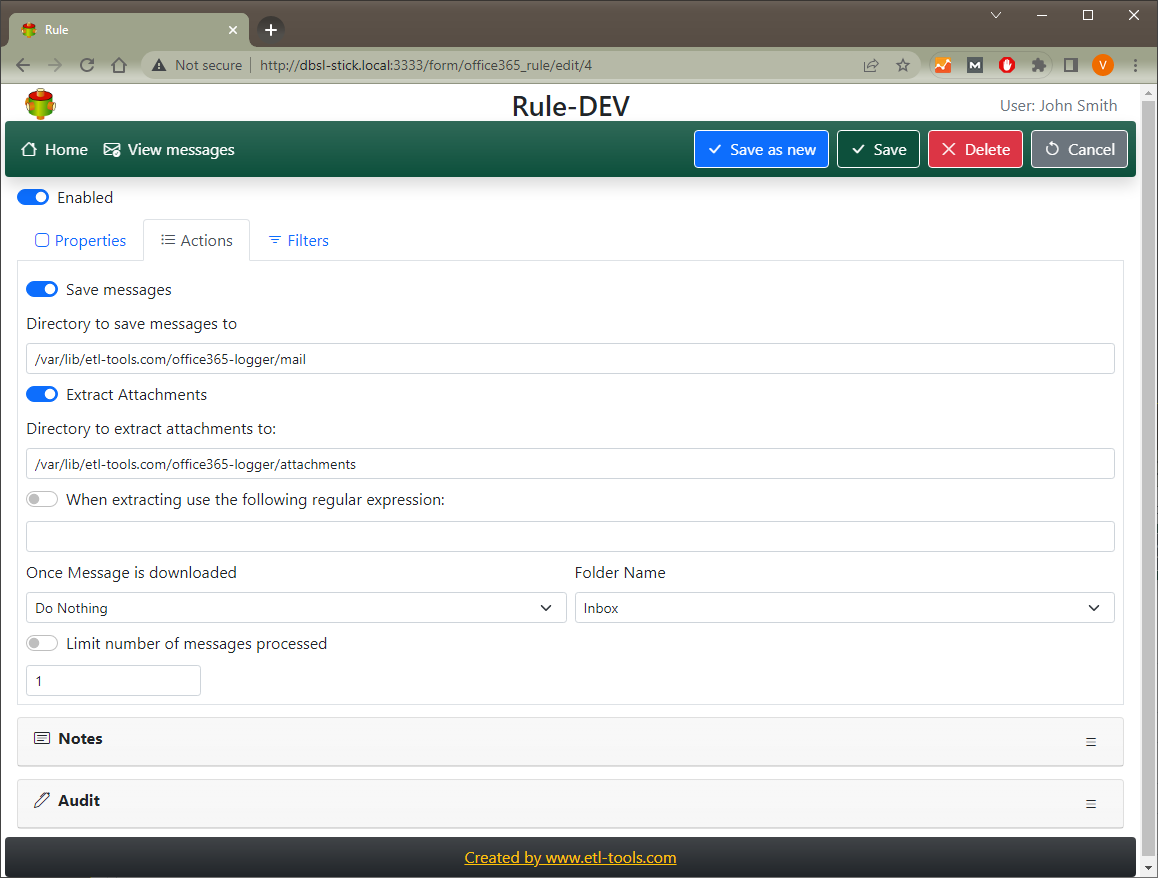 Rule
Not secure http://dbsl-stick.local:3333/form/office365_rule/edit/4
M
V
Rule-DEV
User: John Smith
Home View messages Save as new Save Delete Cancel
Enabled
Properties Actions Filters
Save messages
Directory to save messages to
/var/lib/etl-tools.com/office365-logger/mail
Extract Attachments
Directory to extract attachments to:
/var/lib/etl-tools.com/office365-logger/attachments
When extracting use the following regular expression:
Once Message is downloaded Folder Name
Do Nothing Inbox
Limit number of messages processed
1
Notes
Audit
Created by www.etl-tools.com